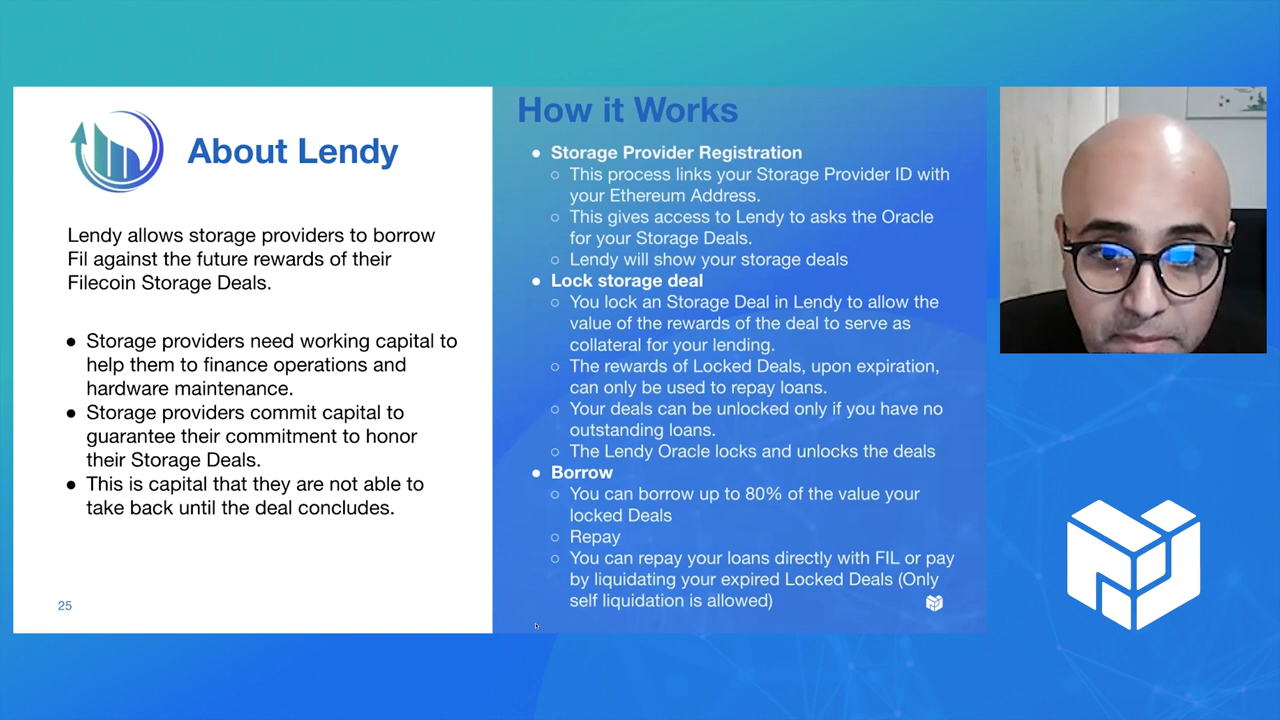 About Lendy
Lendy allows storage providers to borrow
Fil against the future rewards of their
Filecoin Storage Deals.
● Storage providers need working capital to
help them to finance operations and
hardware maintenance.
● Storage providers commit capital to
guarantee their commitment to honor
their Storage Deals.
● This is capital that they are not able to
take back until the deal concludes.
25
How it Works
● Storage Provider Registration
○ This process links your Storage Provider ID with
your Ethereum Address.
○ This gives access to Lendy to asks the Oracle
for your Storage Deals.
○ Lendy will show your storage deals
● Lock storage deal
○ You lock an Storage Deal in Lendy to allow the
value of the rewards of the deal to serve as
collateral for your lending.
○ The rewards of Locked Deals, upon expiration,
can only be used to repay loans.
○ Your deals can be unlocked only if you have no
outstanding loans.
○ The Lendy Oracle locks and unlocks the deals
● Borrow
○ You can borrow up to 80% of the value your
locked Deals
○ Repay
○ You can repay your loans directly with FIL or pay
by liquidating your expired Locked Deals (Only
self liquidation is allowed)